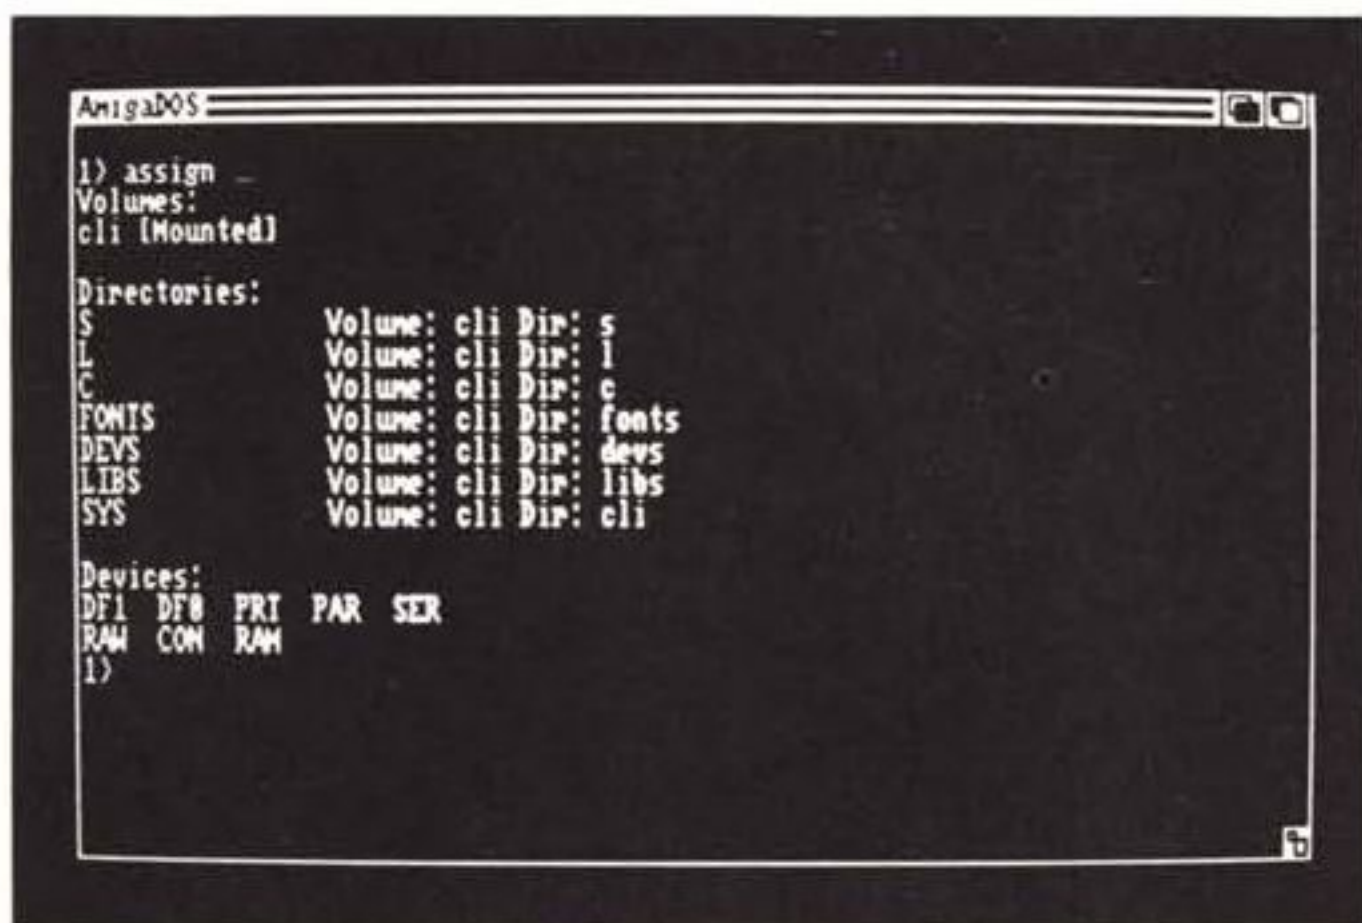 AmigaDOS
1> assign
Volumes:
cli [Mounted]
Directories:
S Volume: cli Dir: s
L Volume: cli Dir: l
C Volume: cli Dir: c
FONTS Volume: cli Dir: fonts
DEVS Volume: cli Dir: devs
LIBS Volume: cli Dir: libs
SYS Volume: cli Dir: cli
Devices:
DF1 DF0 PRT PAR SER
RAW CON RAM
1>